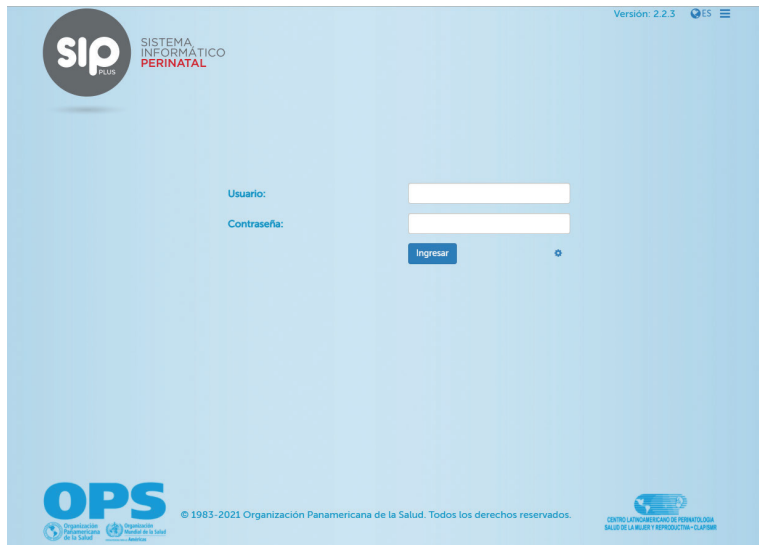 Versión: 2.2.3 ES
sip
PLUS
SISTEMA
INFORMÁTICO
PERINATAL
Usuario:
Contraseña:
Ingresar
OPS
Organización
Panamericana
de la Salud
Organización
Mundial de la Salud
Américas
© 1983-2021 Organización Panamericana de la Salud. Todos los derechos reservados.
CENTRO LATINOAMERICANO DE PERINATOLOGIA
SALUD DE LA MUJER Y REPRODUCTIVA - CLAP/SMR